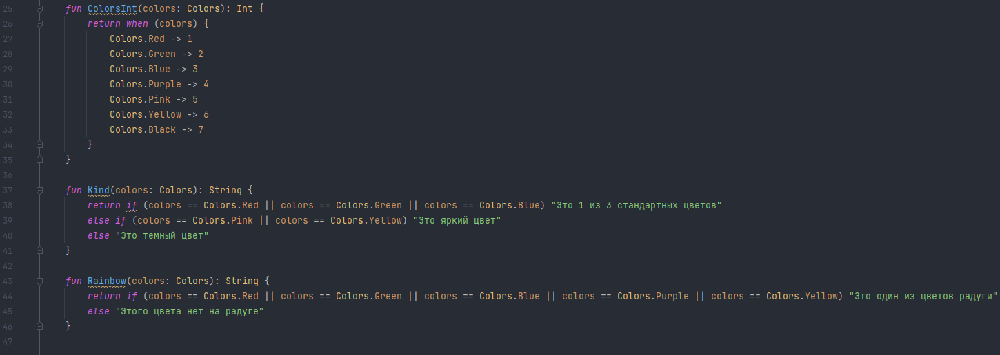 25 fun ColorsInt(colors: Colors): Int {
26 return when (colors) {
27 Colors.Red -> 1
28 Colors.Green -> 2
29 Colors.Blue -> 3
30 Colors.Purple -> 4
31 Colors.Pink -> 5
32 Colors.Yellow -> 6
33 Colors.Black -> 7
34 }
35 }
36
37 fun Kind(colors: Colors): String {
38 return if (colors == Colors.Red || colors == Colors.Green || colors == Colors.Blue) "Это 1 из 3 стандартных цветов"
39 else if (colors == Colors.Pink || colors == Colors.Yellow) "Это яркий цвет"
40 else "Это темный цвет"
41 }
42
43 fun Rainbow(colors: Colors): String {
44 return if (colors == Colors.Red || colors == Colors.Green || colors == Colors.Blue || colors == Colors.Purple || colors == Colors.Yellow) "Это один из цветов радуги"
45 else "Этого цвета нет на радуге"
46 }
47